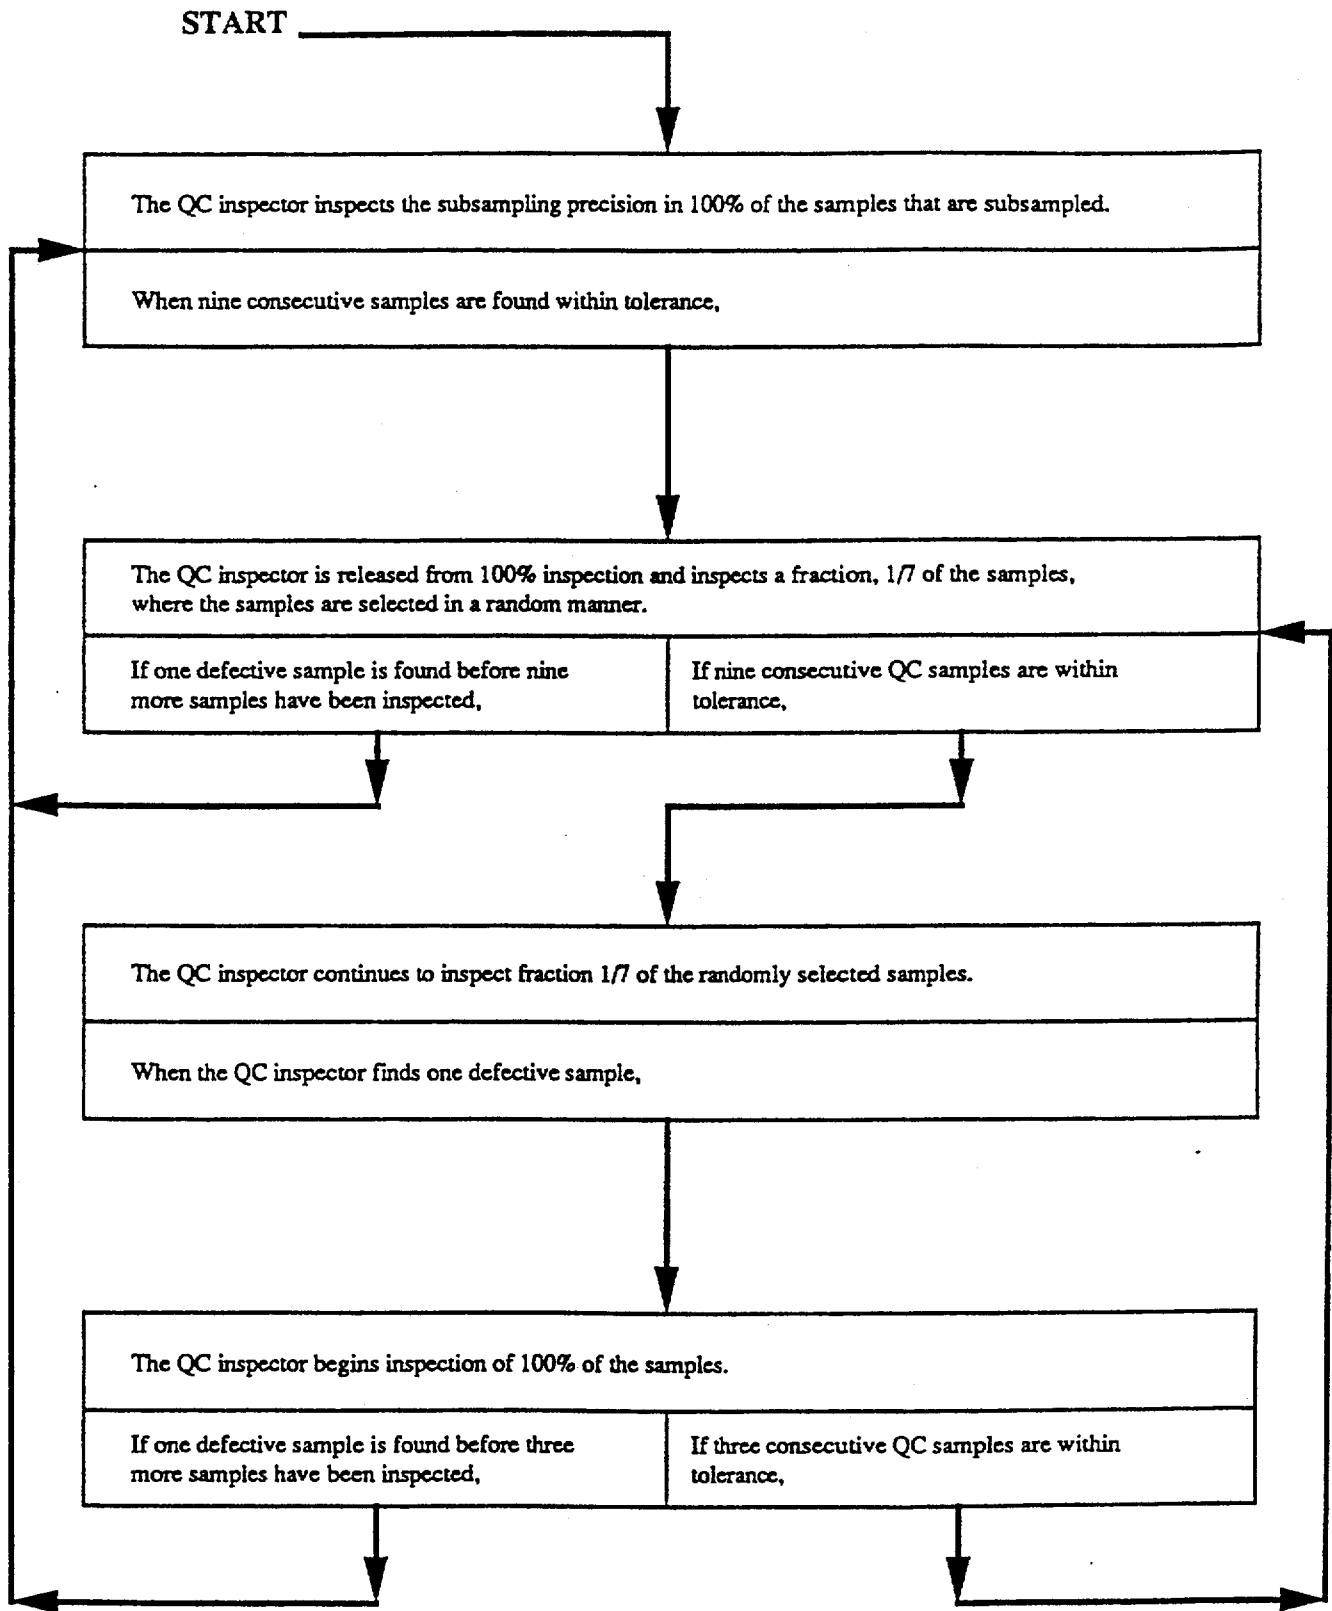 START
The QC inspector inspects the subsampling precision in 100% of the samples that are subsampled.
When nine consecutive samples are found within tolerance,
The QC inspector is released from 100% inspection and inspects a fraction, 1/7 of the samples,
where the samples are selected in a random manner.
If one defective sample is found before nine
more samples have been inspected,
If nine consecutive QC samples are within
tolerance,
The QC inspector continues to inspect fraction 1/7 of the randomly selected samples.
When the QC inspector finds one defective sample,
The QC inspector begins inspection of 100% of the samples.
If one defective sample is found before three
more samples have been inspected,
If three consecutive QC samples are within
tolerance,